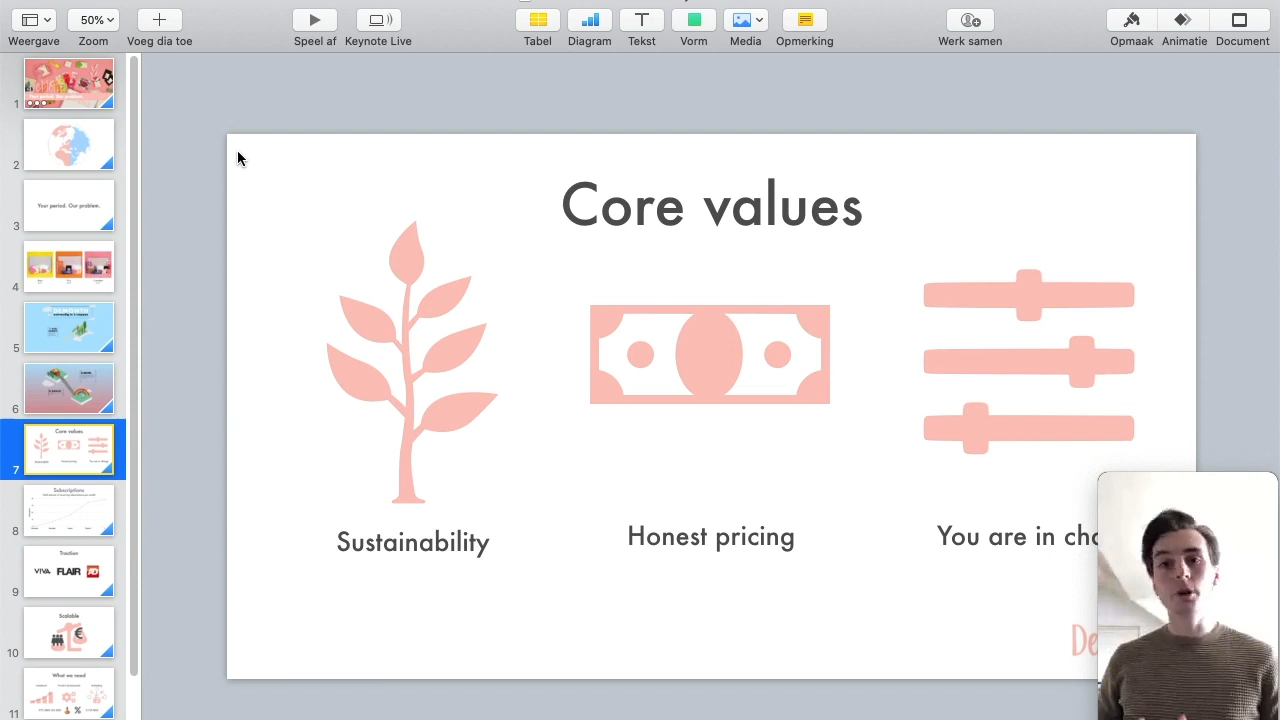 50%
Weergave
Zoom
Voeg dia toe
Speel af
Keynote Live
Tabel
Diagram
Tekst
Vorm
Media
Opmerking
Werk samen
Opmaak
Animatie
Document
1
2
3
Your period. Our problem.
4
5
6
7
Core values
8
Subscriptions
9
Traction
VIVA FLAIR AD
10
Scalable
€
11
What we need
%
Core values
Sustainability
Honest pricing
You are in cha
De